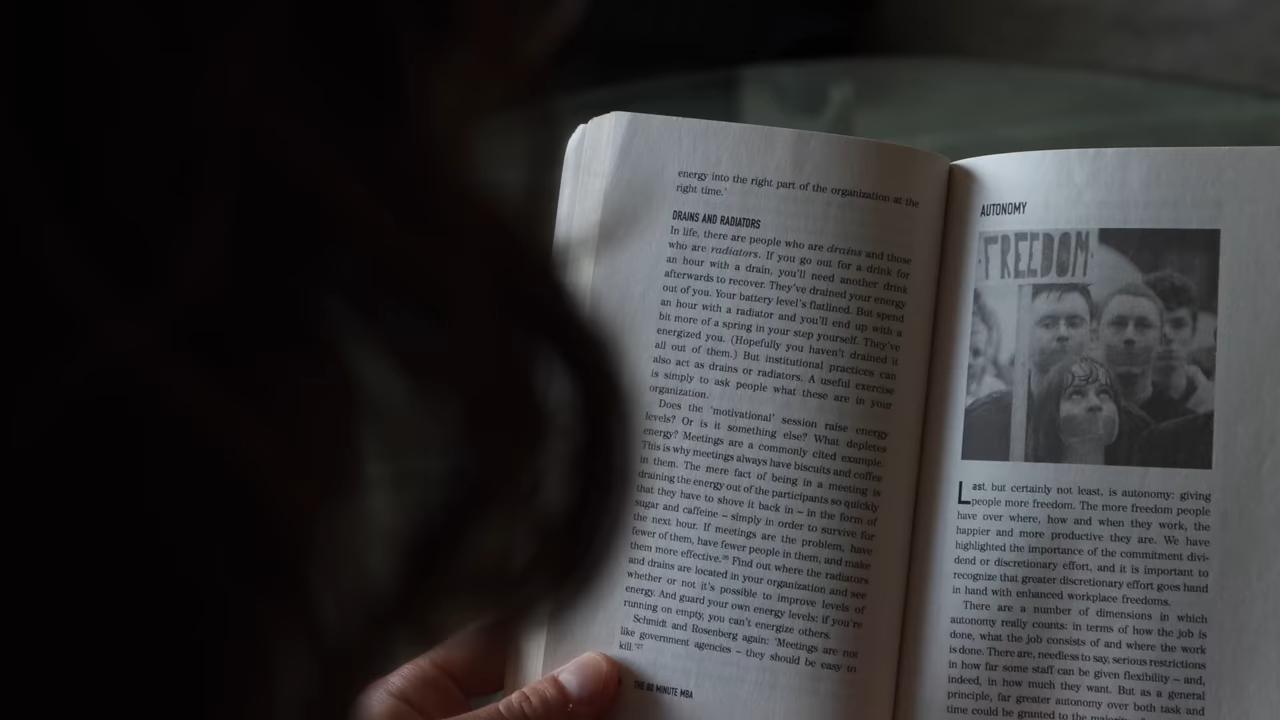 energy into the right part of the organization at the
right time.'
DRAINS AND RADIATORS
In life, there are people who are drains and those
who are radiators. If you go out for a drink for
an hour with a drain, you'll need another drink
afterwards to recover. They've drained your energy
out of you. Your battery level's flatlined. But spend
an hour with a radiator and you'll end up with a
bit more of a spring in your step yourself. They've
energized you. (Hopefully you haven't drained it
all out of them.) But institutional practices can
also act as drains or radiators. A useful exercise
is simply to ask people what these are in your
organization.
Does the 'motivational' session raise energy
levels? Or is it something else? What depletes
energy? Meetings are a commonly cited example.
This is why meetings always have biscuits and coffee
in them. The mere fact of being in a meeting is
draining the energy out of the participants so quickly
that they have to shove it back in – in the form of
sugar and caffeine – simply in order to survive for
the next hour. If meetings are the problem, have
fewer of them, have fewer people in them, and make
them more effective.²⁶ Find out where the radiators
and drains are located in your organization and see
whether or not it's possible to improve levels of
energy. And guard your own energy levels: if you're
running on empty, you can't energize others.
Schmidt and Rosenberg again: 'Meetings are not
like government agencies – they should be easy to
kill.'²⁷
THE 80 MINUTE MBA
AUTONOMY
FREEDOM
Last, but certainly not least, is autonomy: giving
people more freedom. The more freedom people
have over where, how and when they work, the
happier and more productive they are. We have
highlighted the importance of the commitment divi-
dend or discretionary effort, and it is important to
recognize that greater discretionary effort goes hand
in hand with enhanced workplace freedoms.
There are a number of dimensions in which
autonomy really counts: in terms of how the job is
done, what the job consists of and where the work
is done. There are, needless to say, serious restrictions
in how far some staff can be given flexibility – and,
indeed, in how much they want. But as a general
principle, far greater autonomy over both task and
time could be granted to the